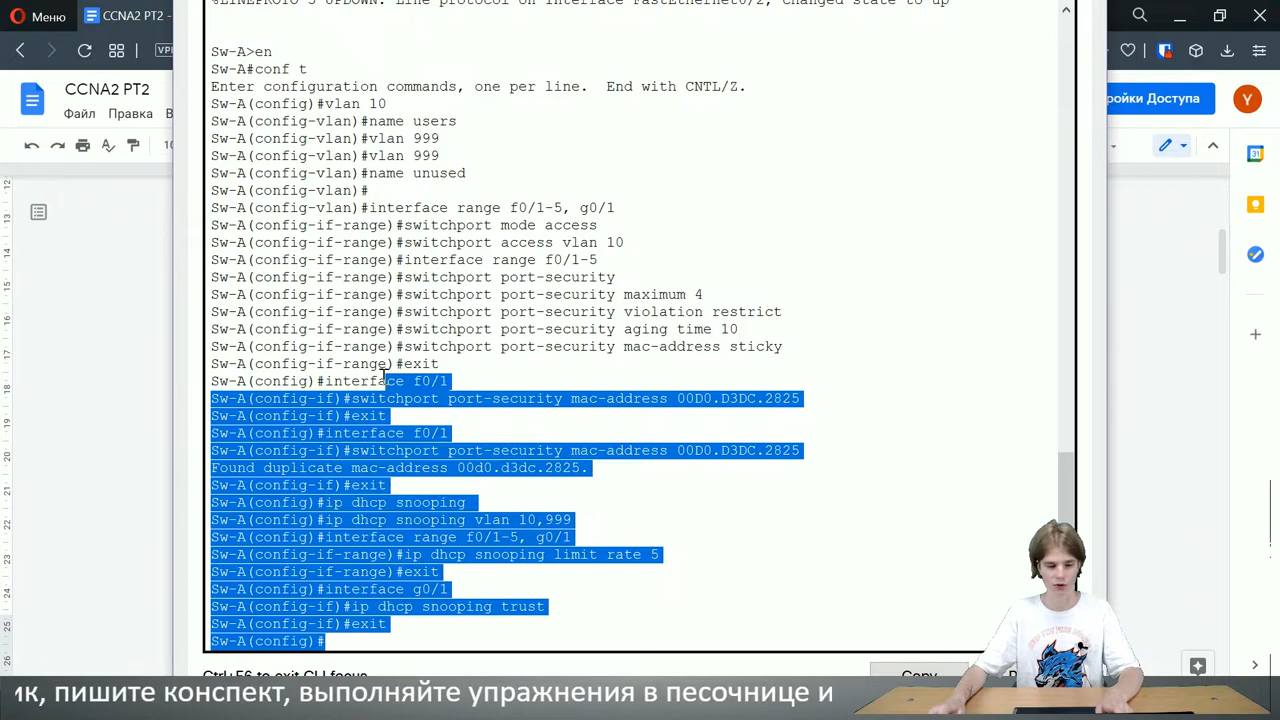 Меню
CCNA2 PT2 -
VP
CCNA2 PT2
Файл
Правка
ройки Доступа
Y
Sw-A>en
Sw-A#conf t
Enter configuration commands, one per line.  End with CNTL/Z.
Sw-A(config)#vlan 10
Sw-A(config-vlan)#name users
Sw-A(config-vlan)#vlan 999
Sw-A(config-vlan)#vlan 999
Sw-A(config-vlan)#name unused
Sw-A(config-vlan)#
Sw-A(config-vlan)#interface range f0/1-5, g0/1
Sw-A(config-if-range)#switchport mode access
Sw-A(config-if-range)#switchport access vlan 10
Sw-A(config-if-range)#interface range f0/1-5
Sw-A(config-if-range)#switchport port-security
Sw-A(config-if-range)#switchport port-security maximum 4
Sw-A(config-if-range)#switchport port-security violation restrict
Sw-A(config-if-range)#switchport port-security aging time 10
Sw-A(config-if-range)#switchport port-security mac-address sticky
Sw-A(config-if-range)#exit
Sw-A(config)#interface f0/1
Sw-A(config-if)#switchport port-security mac-address 00D0.D3DC.2825
Sw-A(config-if)#exit
Sw-A(config)#interface f0/1
Sw-A(config-if)#switchport port-security mac-address 00D0.D3DC.2825
Found duplicate mac-address 00d0.d3dc.2825.
Sw-A(config-if)#exit
Sw-A(config)#ip dhcp snooping
Sw-A(config)#ip dhcp snooping vlan 10,999
Sw-A(config)#interface range f0/1-5, g0/1
Sw-A(config-if-range)#ip dhcp snooping limit rate 5
Sw-A(config-if-range)#exit
Sw-A(config)#interface g0/1
Sw-A(config-if)#ip dhcp snooping trust
Sw-A(config-if)#exit
Sw-A(config)#
ик, пишите конспект, выполняйте упражнения в песочнице и